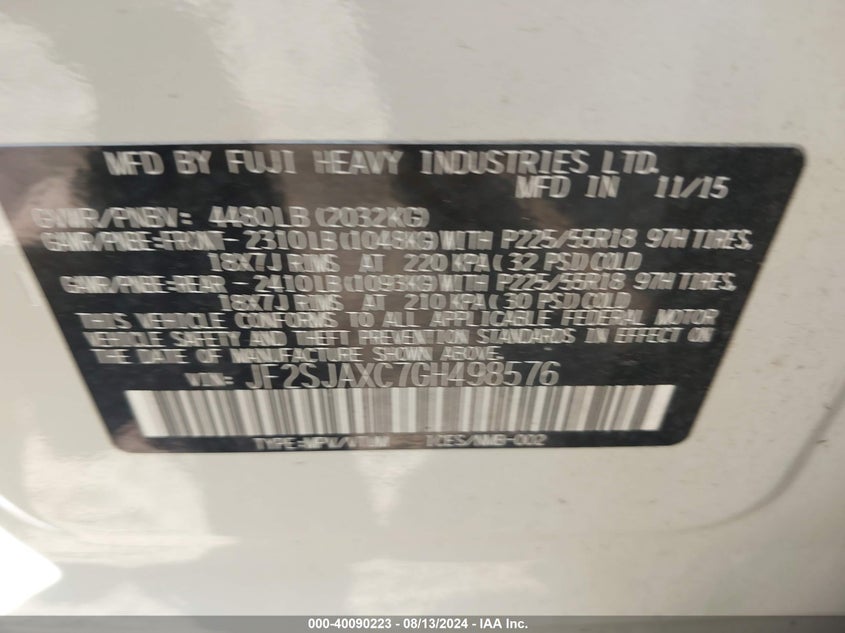 MFD BY FUJI HEAVY INDUSTRIES LTD.
MFD IN 11/15
GVWR/PNBV: 4480LB(2032KG)
GAWR/PNBE:FRONT-2310LB(1048KG)WITH P225/55R18 97H TIRES,
18X7J RIMS AT 220 KPA(32 PSI)COLD
GAWR/PNBE:REAR -2410LB(1093KG)WITH P225/55R18 97H TIRES,
18X7J RIMS AT 210 KPA(30 PSI)COLD
THIS VEHICLE CONFORMS TO ALL APPLICABLE FEDERAL MOTOR
VEHICLE SAFETY AND THEFT PREVENTION STANDARDS IN EFFECT ON
THE DATE OF MANUFACTURE SHOWN ABOVE.
VIN: JF2SJAXC7GH498576
TYPE:MPV/VTUM ICES/NMB-002
000-40090223 - 08/13/2024 - IAA Inc.